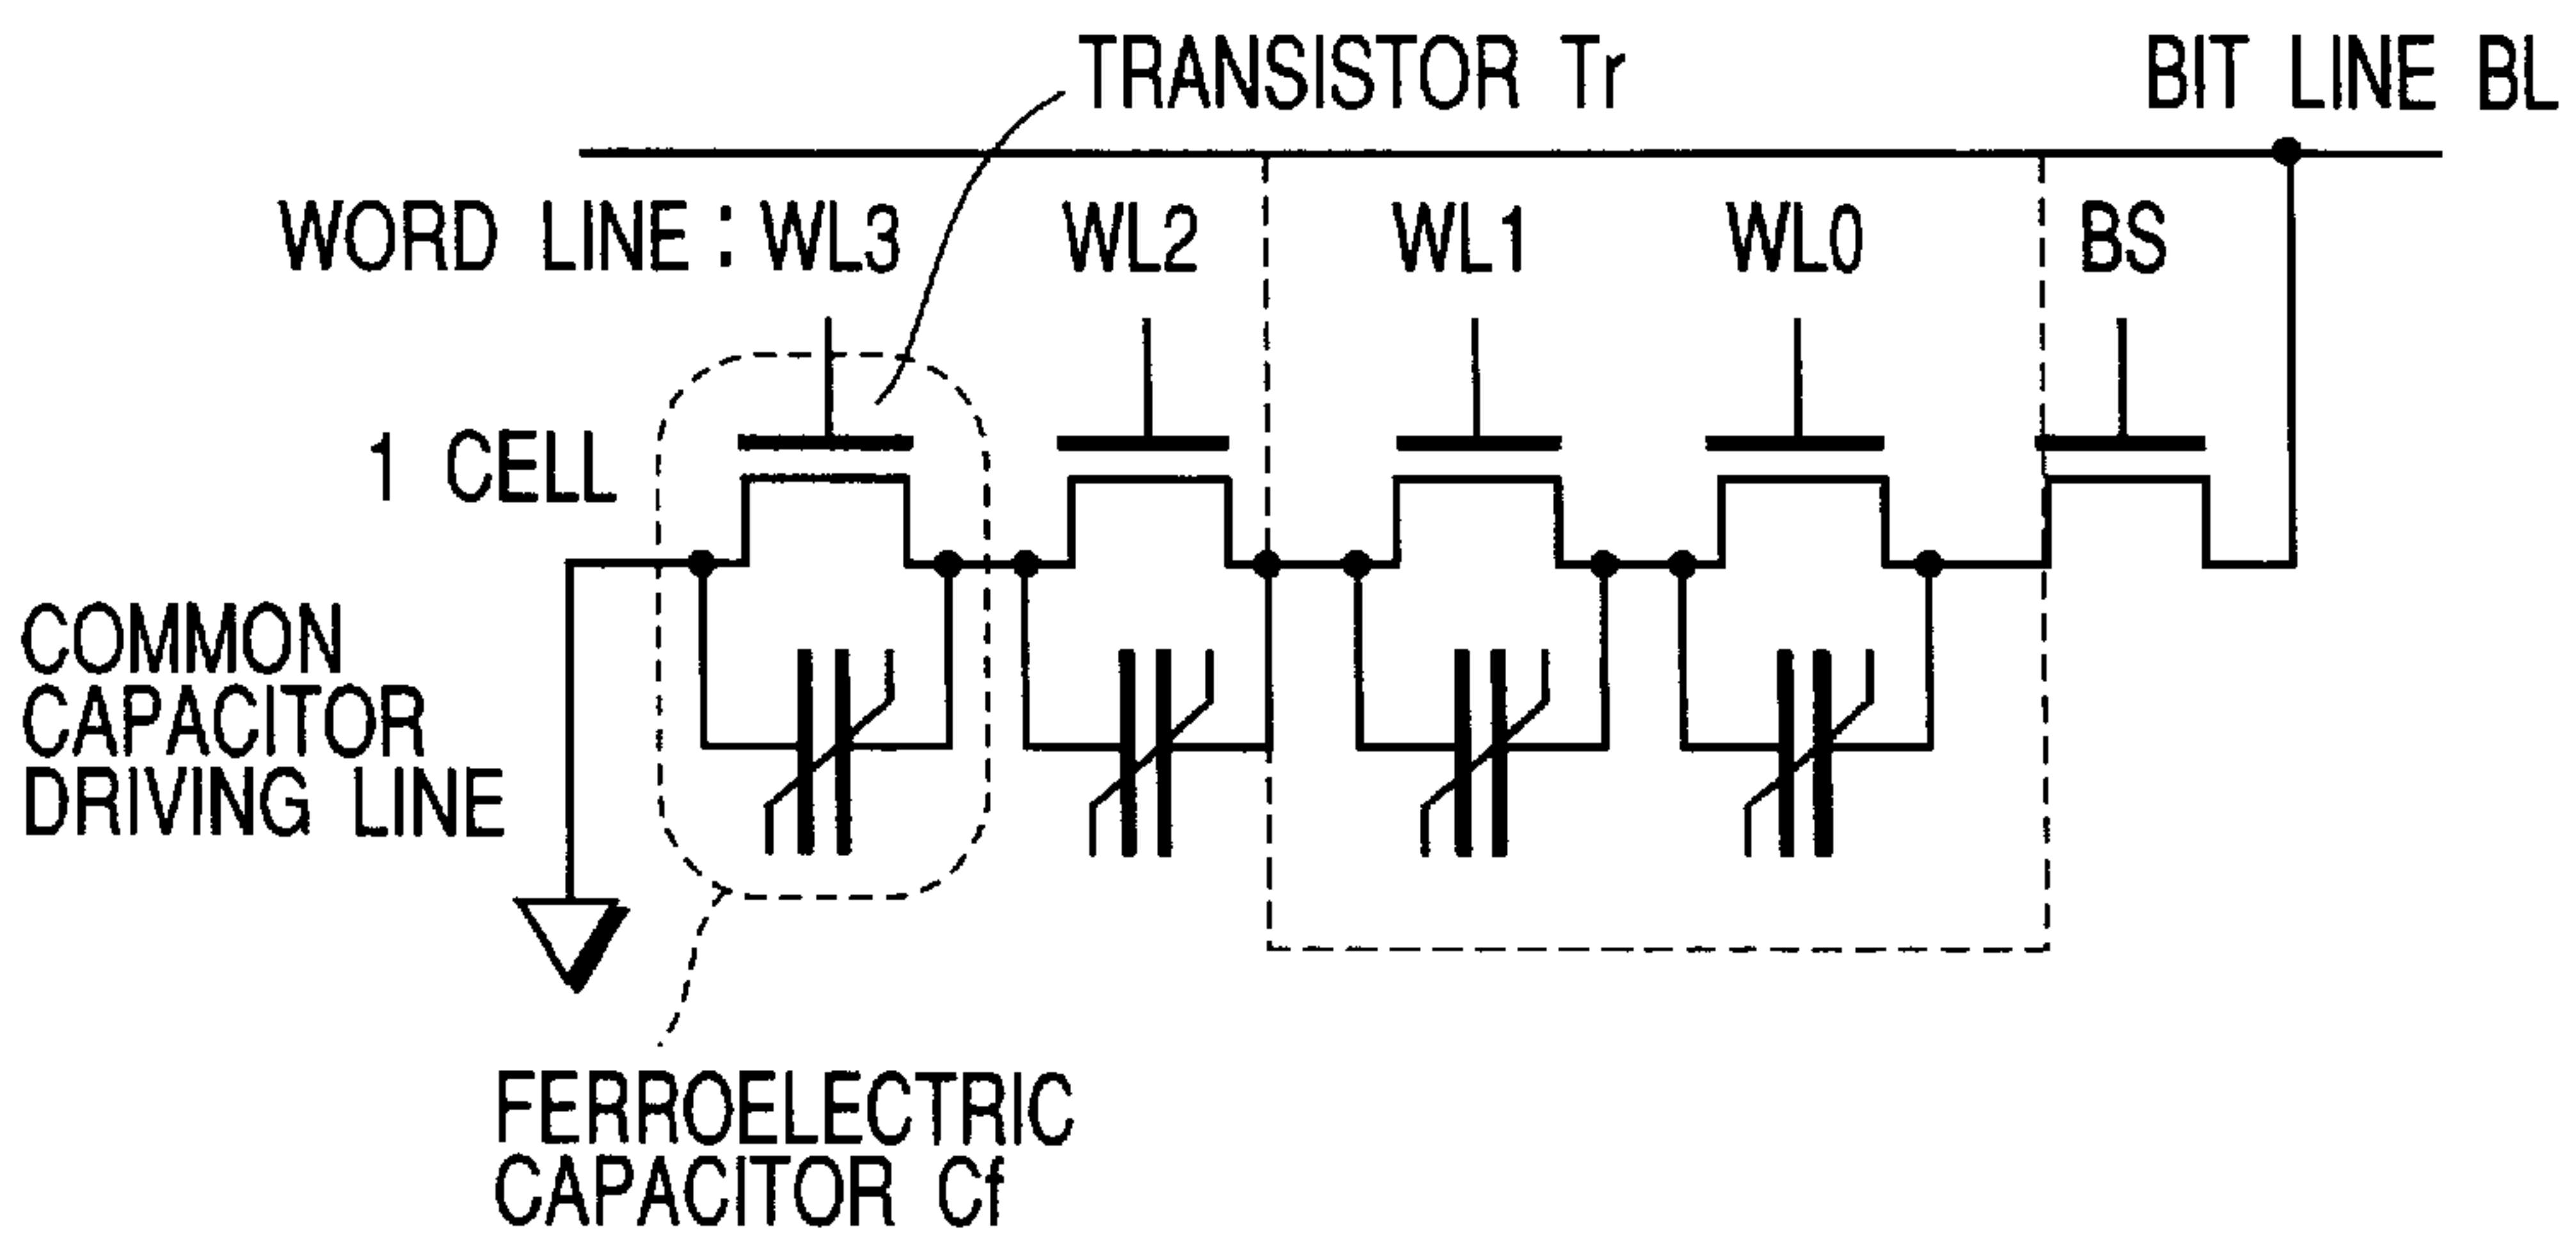 TRANSISTOR Tr
BIT LINE BL
WORD LINE : WL3 WL2 WL1 WL0 BS
1 CELL
COMMON
CAPACITOR
DRIVING LINE
FERROELECTRIC
CAPACITOR Cf